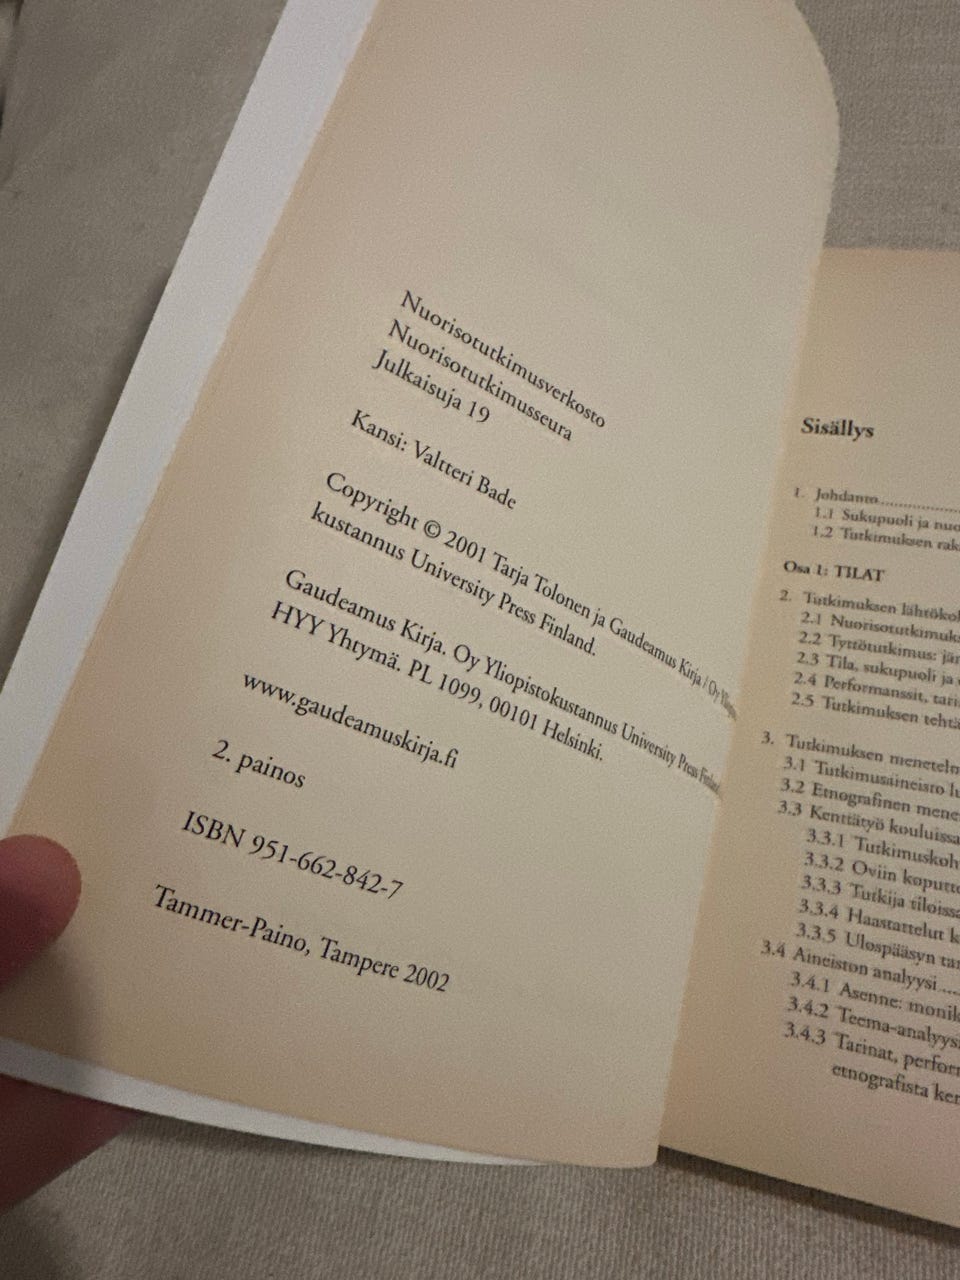 Nuorisotutkimusverkosto
Nuorisotutkimusseura
Julkaisuja 19
Kansi: Valtteri Bade
Copyright © 2001 Tarja Tolonen ja Gaudeamus Kirja / Oy
kustannus University Press Finland.
Gaudeamus Kirja. Oy Yliopistokustannus University Press Finland.
HYY Yhtymä. PL 1099, 00101 Helsinki.
www.gaudeamuskirja.fi
2. painos
ISBN 951-662-842-7
Tammer-Paino, Tampere 2002
Sisällys
1. Johdanto
1.1 Sukupuoli ja
1.2 Tutkimuksen
Osa 1: TILAT
2. Tutkimuksen
2.1
2.2 Tyttötutkimus:
2.3 Tila, sukupuoli ja
2.4 Performanssit,
2.5 Tutkimuksen
3. Tutkimuksen
3.1 Tutkimusaineisto
3.2 Etnografinen
3.3 Kenttätyö kouluissa
3.3.1
3.3.2 Oviin
3.3.3 Tutkija tiloissa
3.3.4 Haastattelut
3.3.5 Ulospääsyn
3.4 Aineiston analyysi
3.4.1 Asenne:
3.4.2 Teema-analyysi
3.4.3 Tarinat,
etnografista